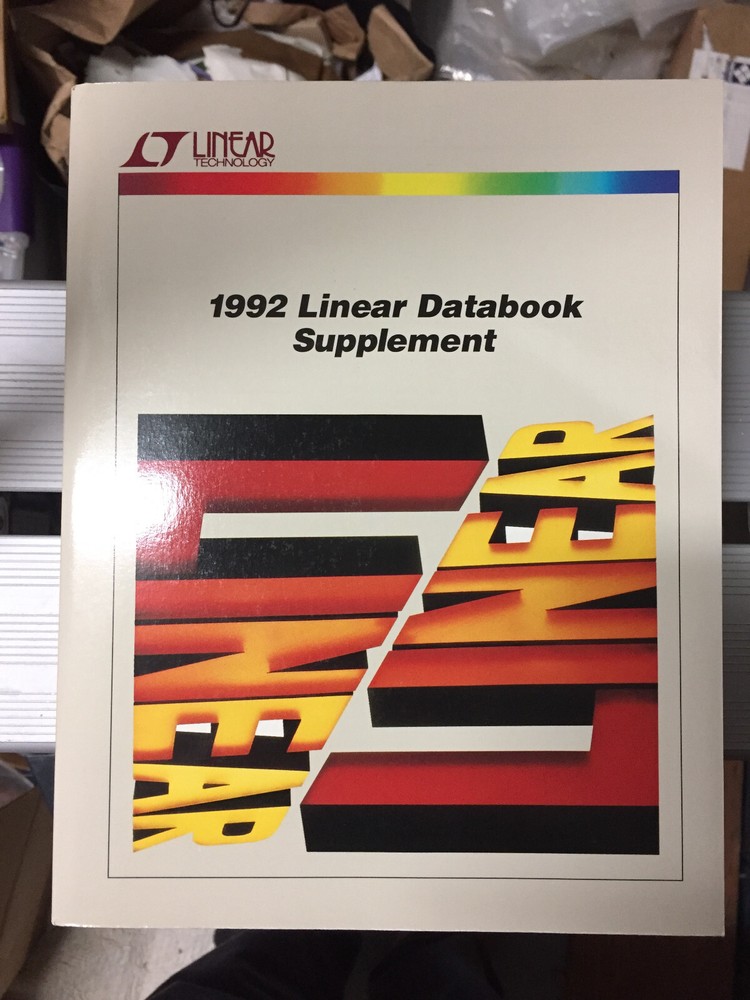 LINEAR
TECHNOLOGY
1992 Linear Databook
Supplement
LINEAR
LINEAR